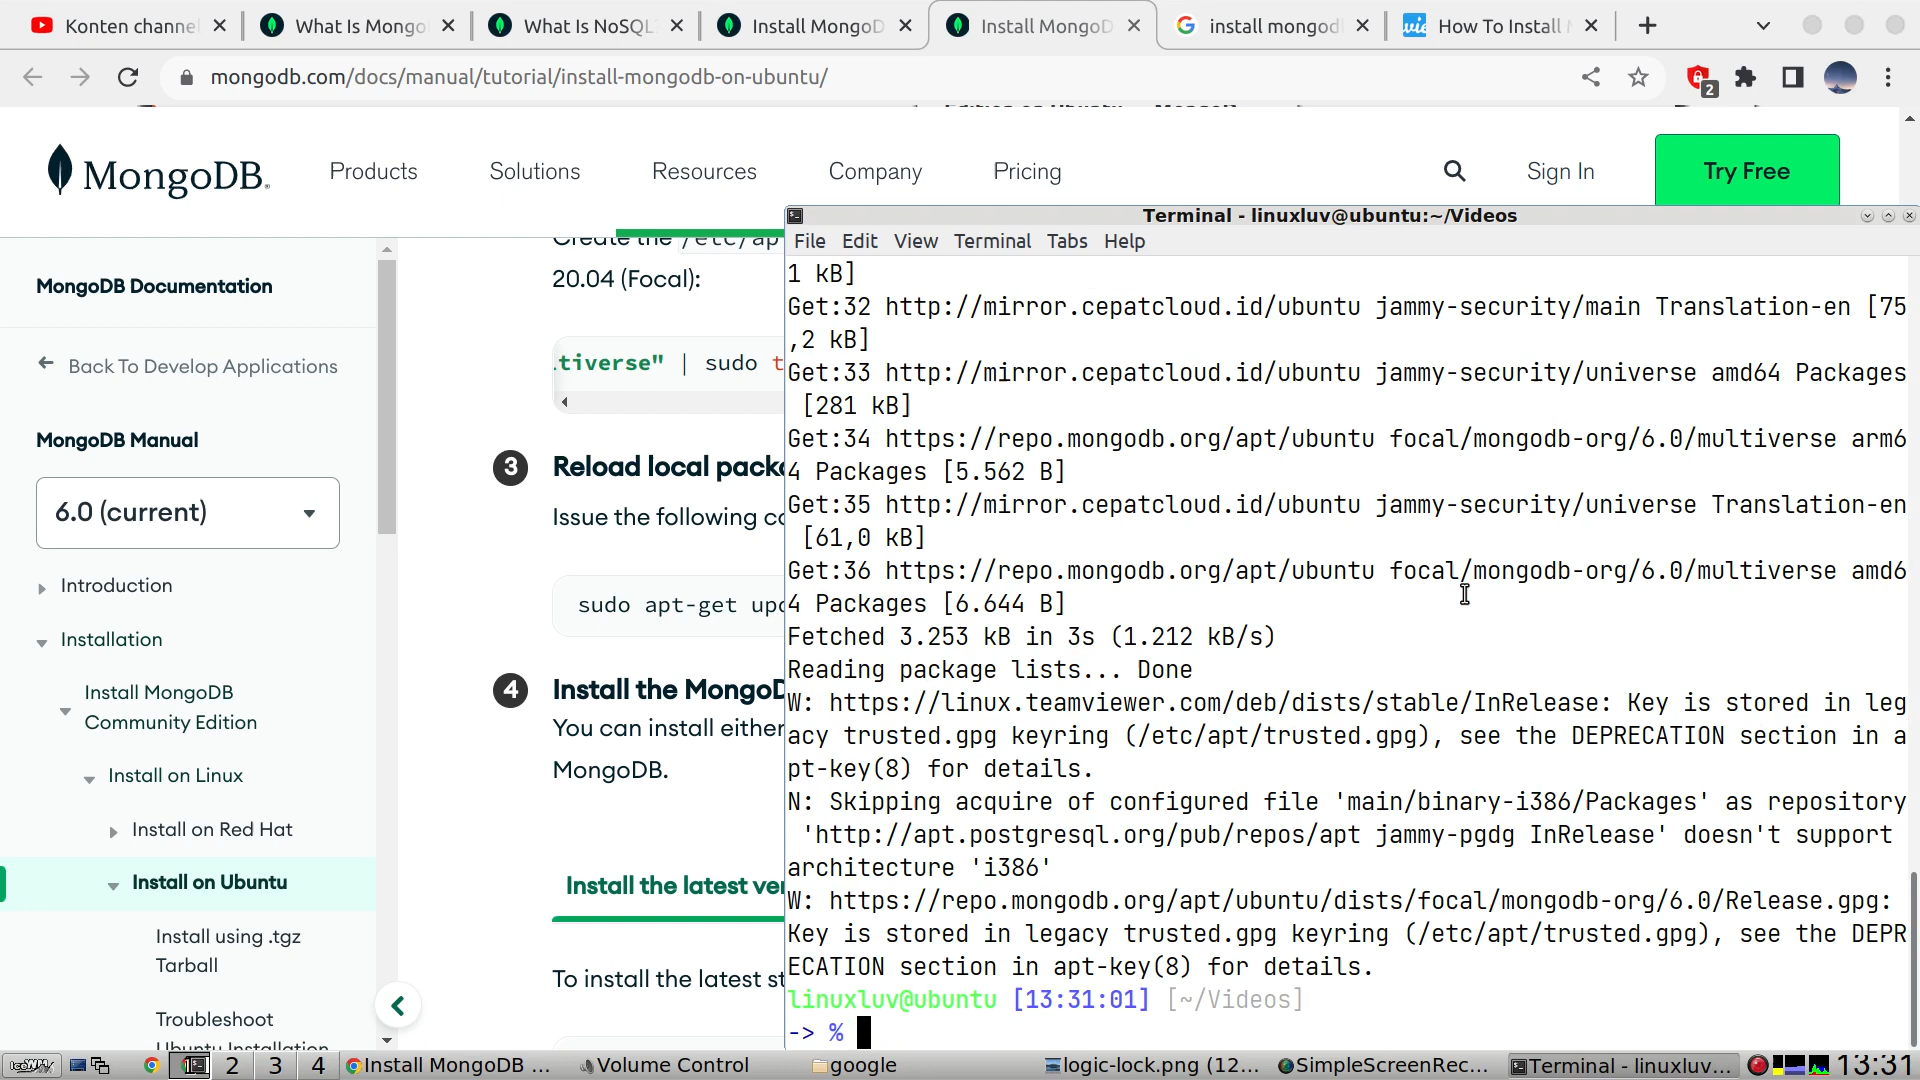 Konten channe
What Is Mongo
What Is NoSQL
Install MongoD
Install MongoD
install mongod
How To Install
mongodb.com/docs/manual/tutorial/install-mongodb-on-ubuntu/
2
MongoDB.
Products
Solutions
Resources
Company
Pricing
Sign In
Try Free
MongoDB Documentation
Back To Develop Applications
MongoDB Manual
6.0 (current)
Introduction
Installation
Install MongoDB
Community Edition
Install on Linux
Install on Red Hat
Install on Ubuntu
Install using .tgz
Tarball
Troubleshoot
Ubuntu Installation
Create the /etc/ap
20.04 (Focal):
tiverse" | sudo t
3 Reload local packa
Issue the following co
sudo apt-get upd
4 Install the MongoD
You can install either
MongoDB.
Install the latest ver
To install the latest st
Terminal - linuxluv@ubuntu:~/Videos
File Edit View Terminal Tabs Help
1 kB]
Get:32 http://mirror.cepatcloud.id/ubuntu jammy-security/main Translation-en [75
,2 kB]
Get:33 http://mirror.cepatcloud.id/ubuntu jammy-security/universe amd64 Packages
[281 kB]
Get:34 https://repo.mongodb.org/apt/ubuntu focal/mongodb-org/6.0/multiverse arm6
4 Packages [5.562 B]
Get:35 http://mirror.cepatcloud.id/ubuntu jammy-security/universe Translation-en
[61,0 kB]
Get:36 https://repo.mongodb.org/apt/ubuntu focal/mongodb-org/6.0/multiverse amd6
4 Packages [6.644 B]
Fetched 3.253 kB in 3s (1.212 kB/s)
Reading package lists... Done
W: https://linux.teamviewer.com/deb/dists/stable/InRelease: Key is stored in leg
acy trusted.gpg keyring (/etc/apt/trusted.gpg), see the DEPRECATION section in a
pt-key(8) for details.
N: Skipping acquire of configured file 'main/binary-i386/Packages' as repository
'http://apt.postgresql.org/pub/repos/apt jammy-pgdg InRelease' doesn't support
architecture 'i386'
W: https://repo.mongodb.org/apt/ubuntu/dists/focal/mongodb-org/6.0/Release.gpg:
Key is stored in legacy trusted.gpg keyring (/etc/apt/trusted.gpg), see the DEPR
ECATION section in apt-key(8) for details.
linuxluv@ubuntu [13:31:01] [~/Videos]
-> %
IceWM 2 3 4 Install MongoDB ... Volume Control google logic-lock.png (12... SimpleScreenRec... Terminal - linuxluv... 13:31